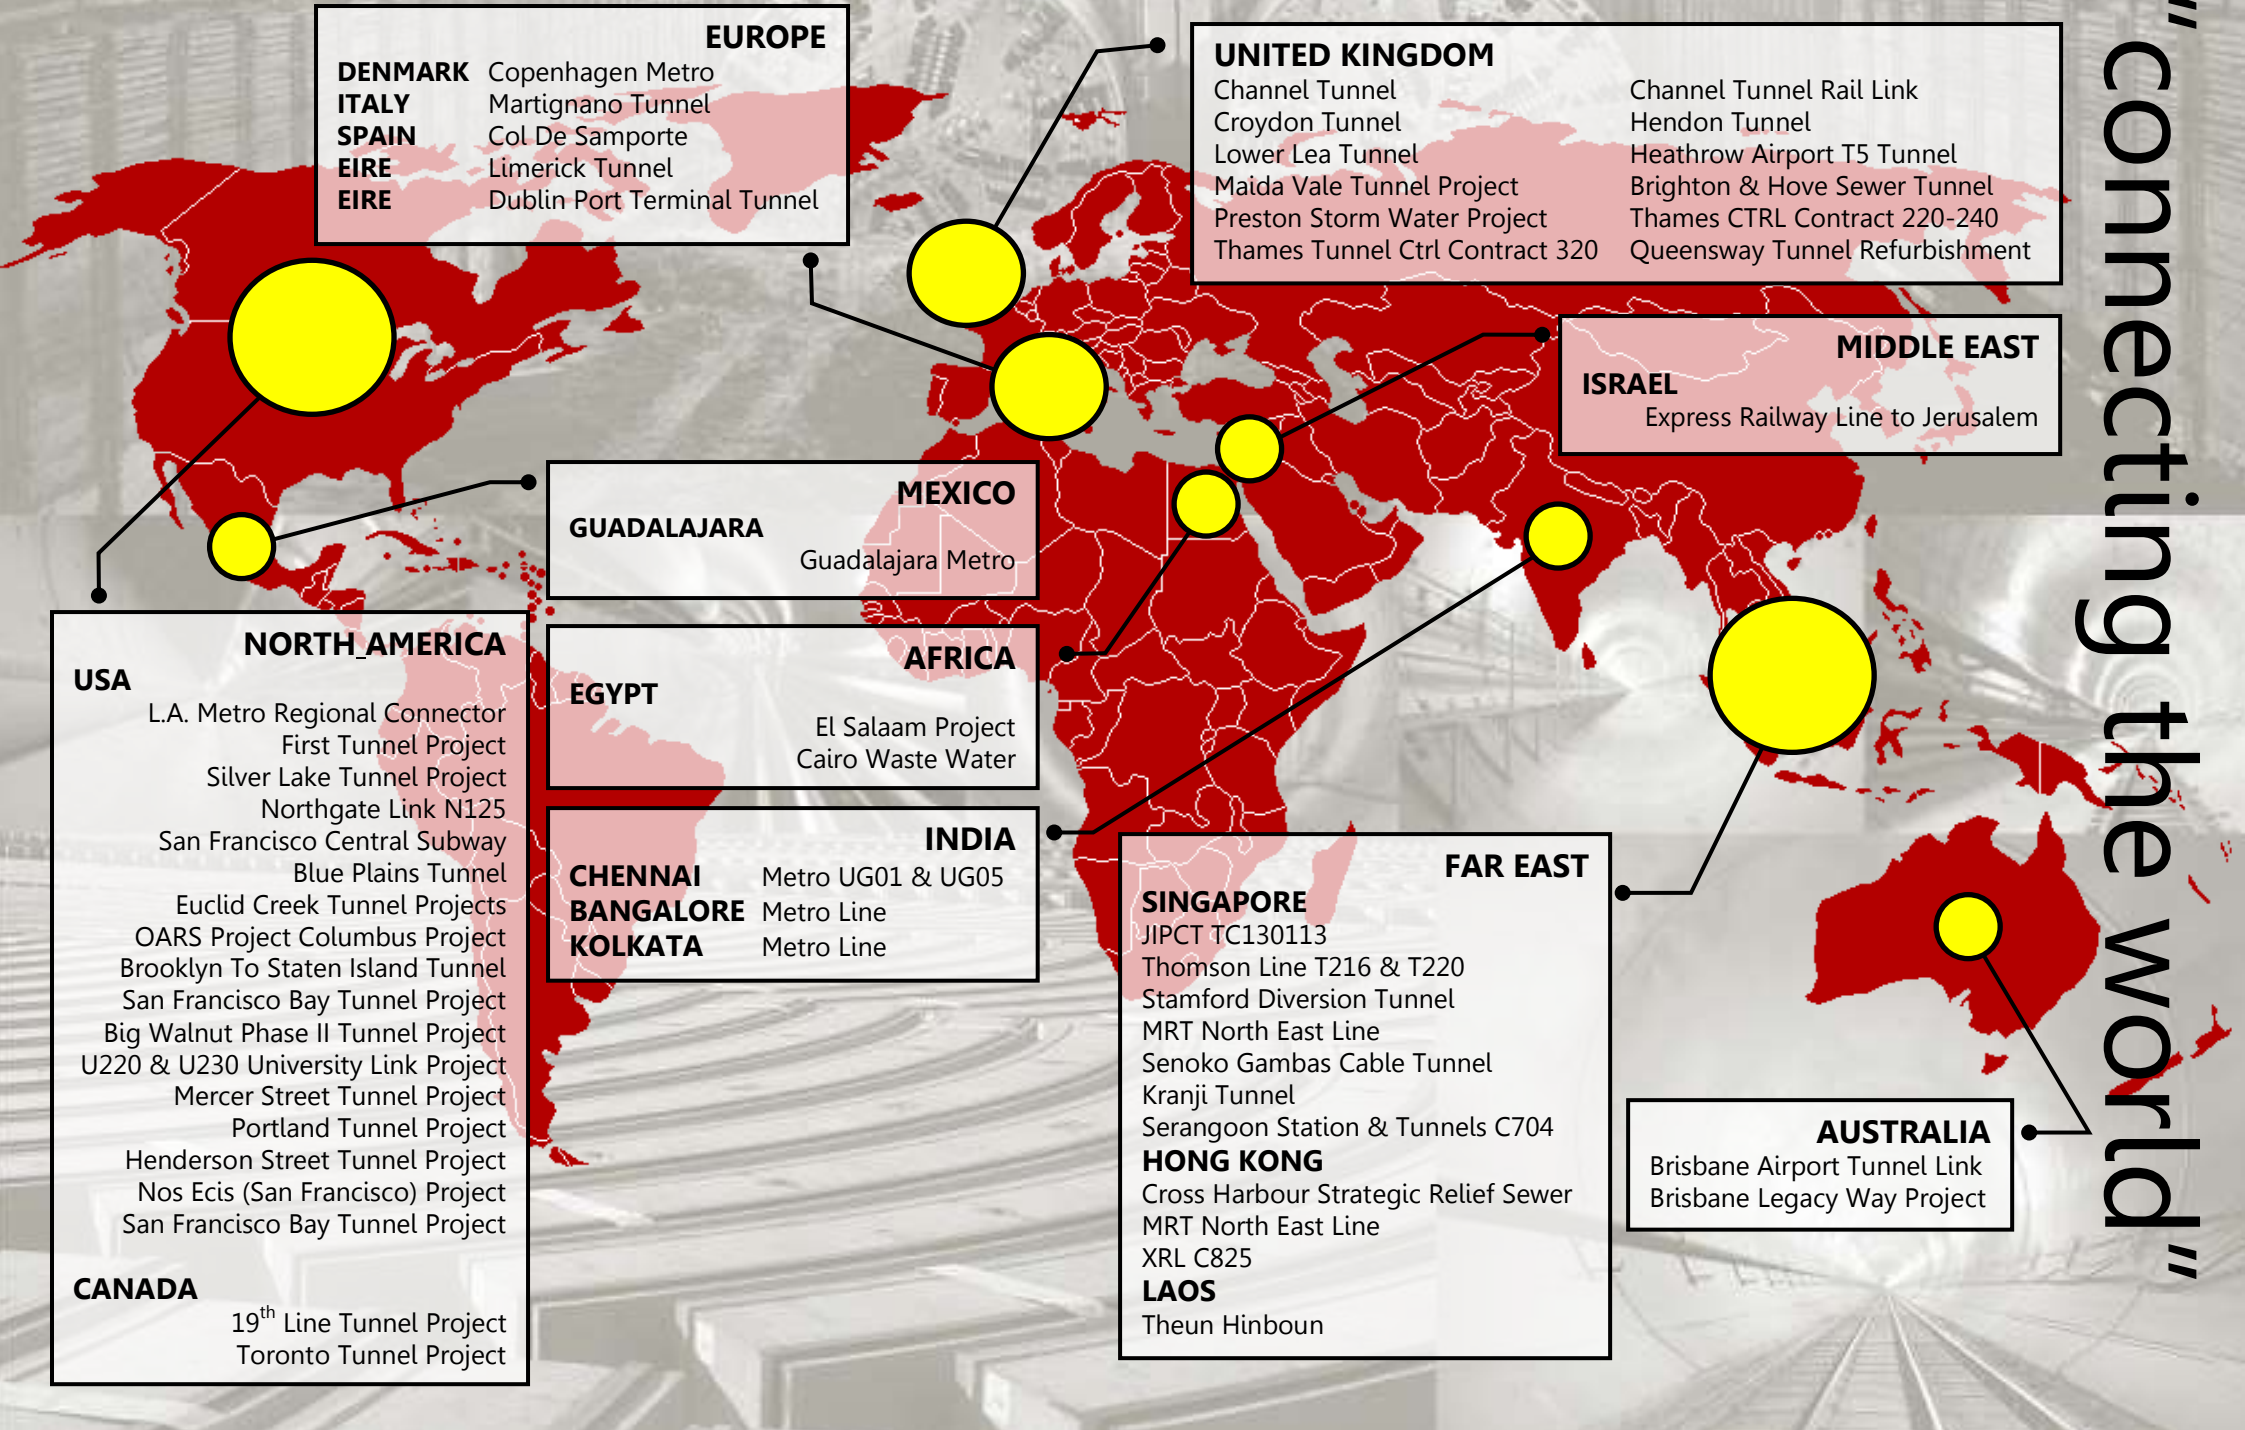 EUROPE
DENMARK Copenhagen Metro
ITALY Martignano Tunnel
SPAIN Col De Samporte
EIRE Limerick Tunnel
EIRE Dublin Port Terminal Tunnel
UNITED KINGDOM
Channel Tunnel Channel Tunnel Rail Link
Croydon Tunnel Hendon Tunnel
Lower Lea Tunnel Heathrow Airport T5 Tunnel
Maida Vale Tunnel Project Brighton & Hove Sewer Tunnel
Preston Storm Water Project Thames CTRL Contract 220-240
Thames Tunnel Ctrl Contract 320 Queensway Tunnel Refurbishment
MIDDLE EAST
ISRAEL
Express Railway Line to Jerusalem
MEXICO
GUADALAJARA
Guadalajara Metro
AFRICA
EGYPT
El Salaam Project
Cairo Waste Water
INDIA
CHENNAI Metro UG01 & UG05
BANGALORE Metro Line
KOLKATA Metro Line
NORTH_AMERICA
USA
L.A. Metro Regional Connector
First Tunnel Project
Silver Lake Tunnel Project
Northgate Link N125
San Francisco Central Subway
Blue Plains Tunnel
Euclid Creek Tunnel Projects
OARS Project Columbus Project
Brooklyn To Staten Island Tunnel
San Francisco Bay Tunnel Project
Big Walnut Phase II Tunnel Project
U220 & U230 University Link Project
Mercer Street Tunnel Project
Portland Tunnel Project
Henderson Street Tunnel Project
Nos Ecis (San Francisco) Project
San Francisco Bay Tunnel Project
CANADA
19th Line Tunnel Project
Toronto Tunnel Project
FAR EAST
SINGAPORE
JIPCT TC130113
Thomson Line T216 & T220
Stamford Diversion Tunnel
MRT North East Line
Senoko Gambas Cable Tunnel
Kranji Tunnel
Serangoon Station & Tunnels C704
HONG KONG
Cross Harbour Strategic Relief Sewer
MRT North East Line
XRL C825
LAOS
Theun Hinboun
AUSTRALIA
Brisbane Airport Tunnel Link
Brisbane Legacy Way Project
"connecting the world"